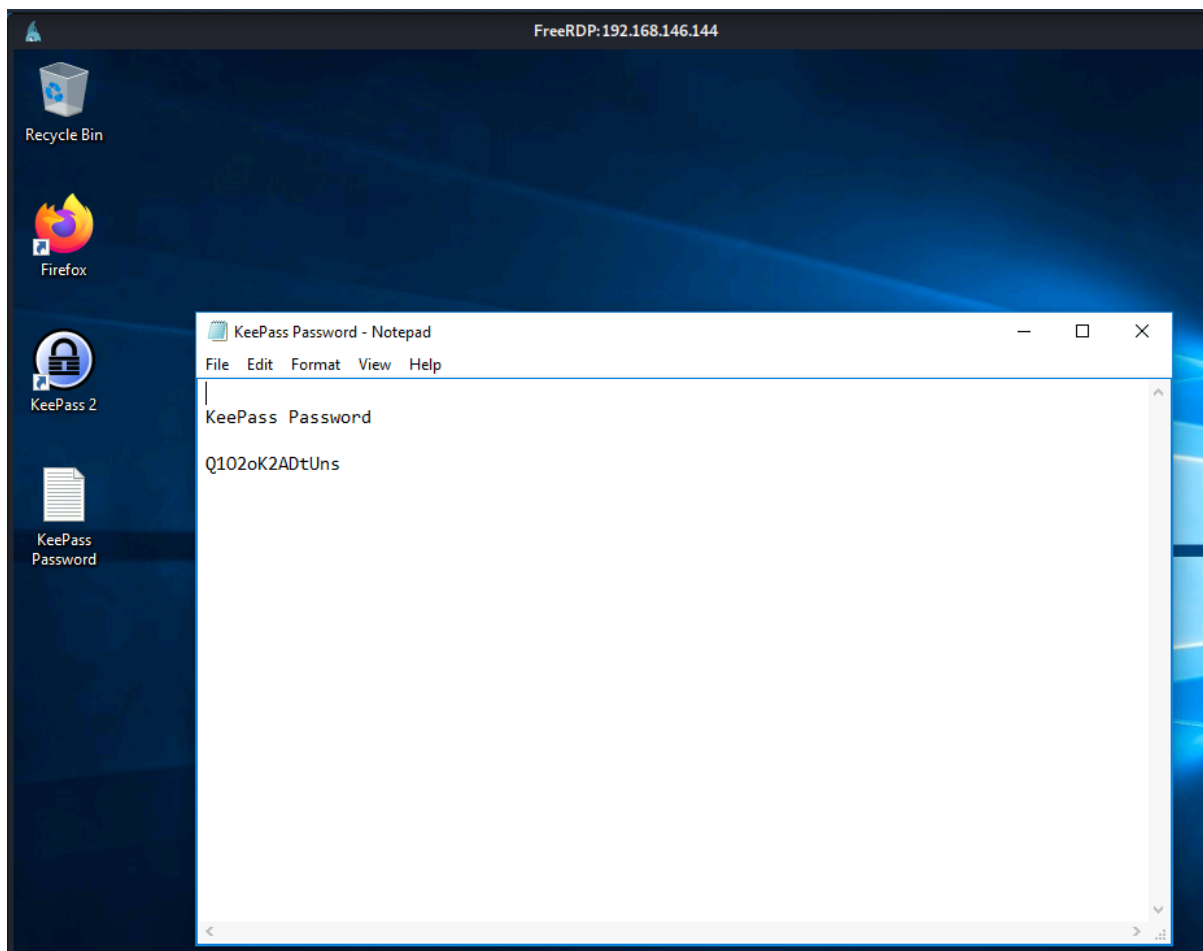 FreeRDP:192.168.146.144
Recycle Bin
Firefox
KeePass 2
KeePass
Password
KeePass Password - Notepad
File Edit Format View Help
KeePass Password
Q1O2oK2ADtUns